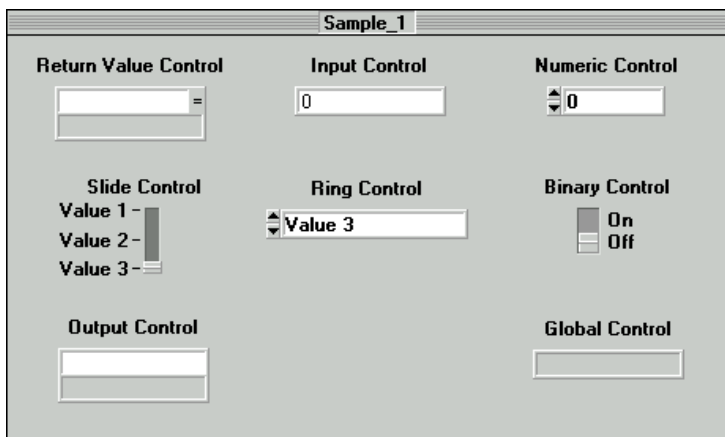 Sample_1
Return Value Control
Input Control
Numeric Control
=
0
0
Slide Control
Ring Control
Binary Control
Value 1
Value 2
Value 3
Value 3
On
Off
Output Control
Global Control